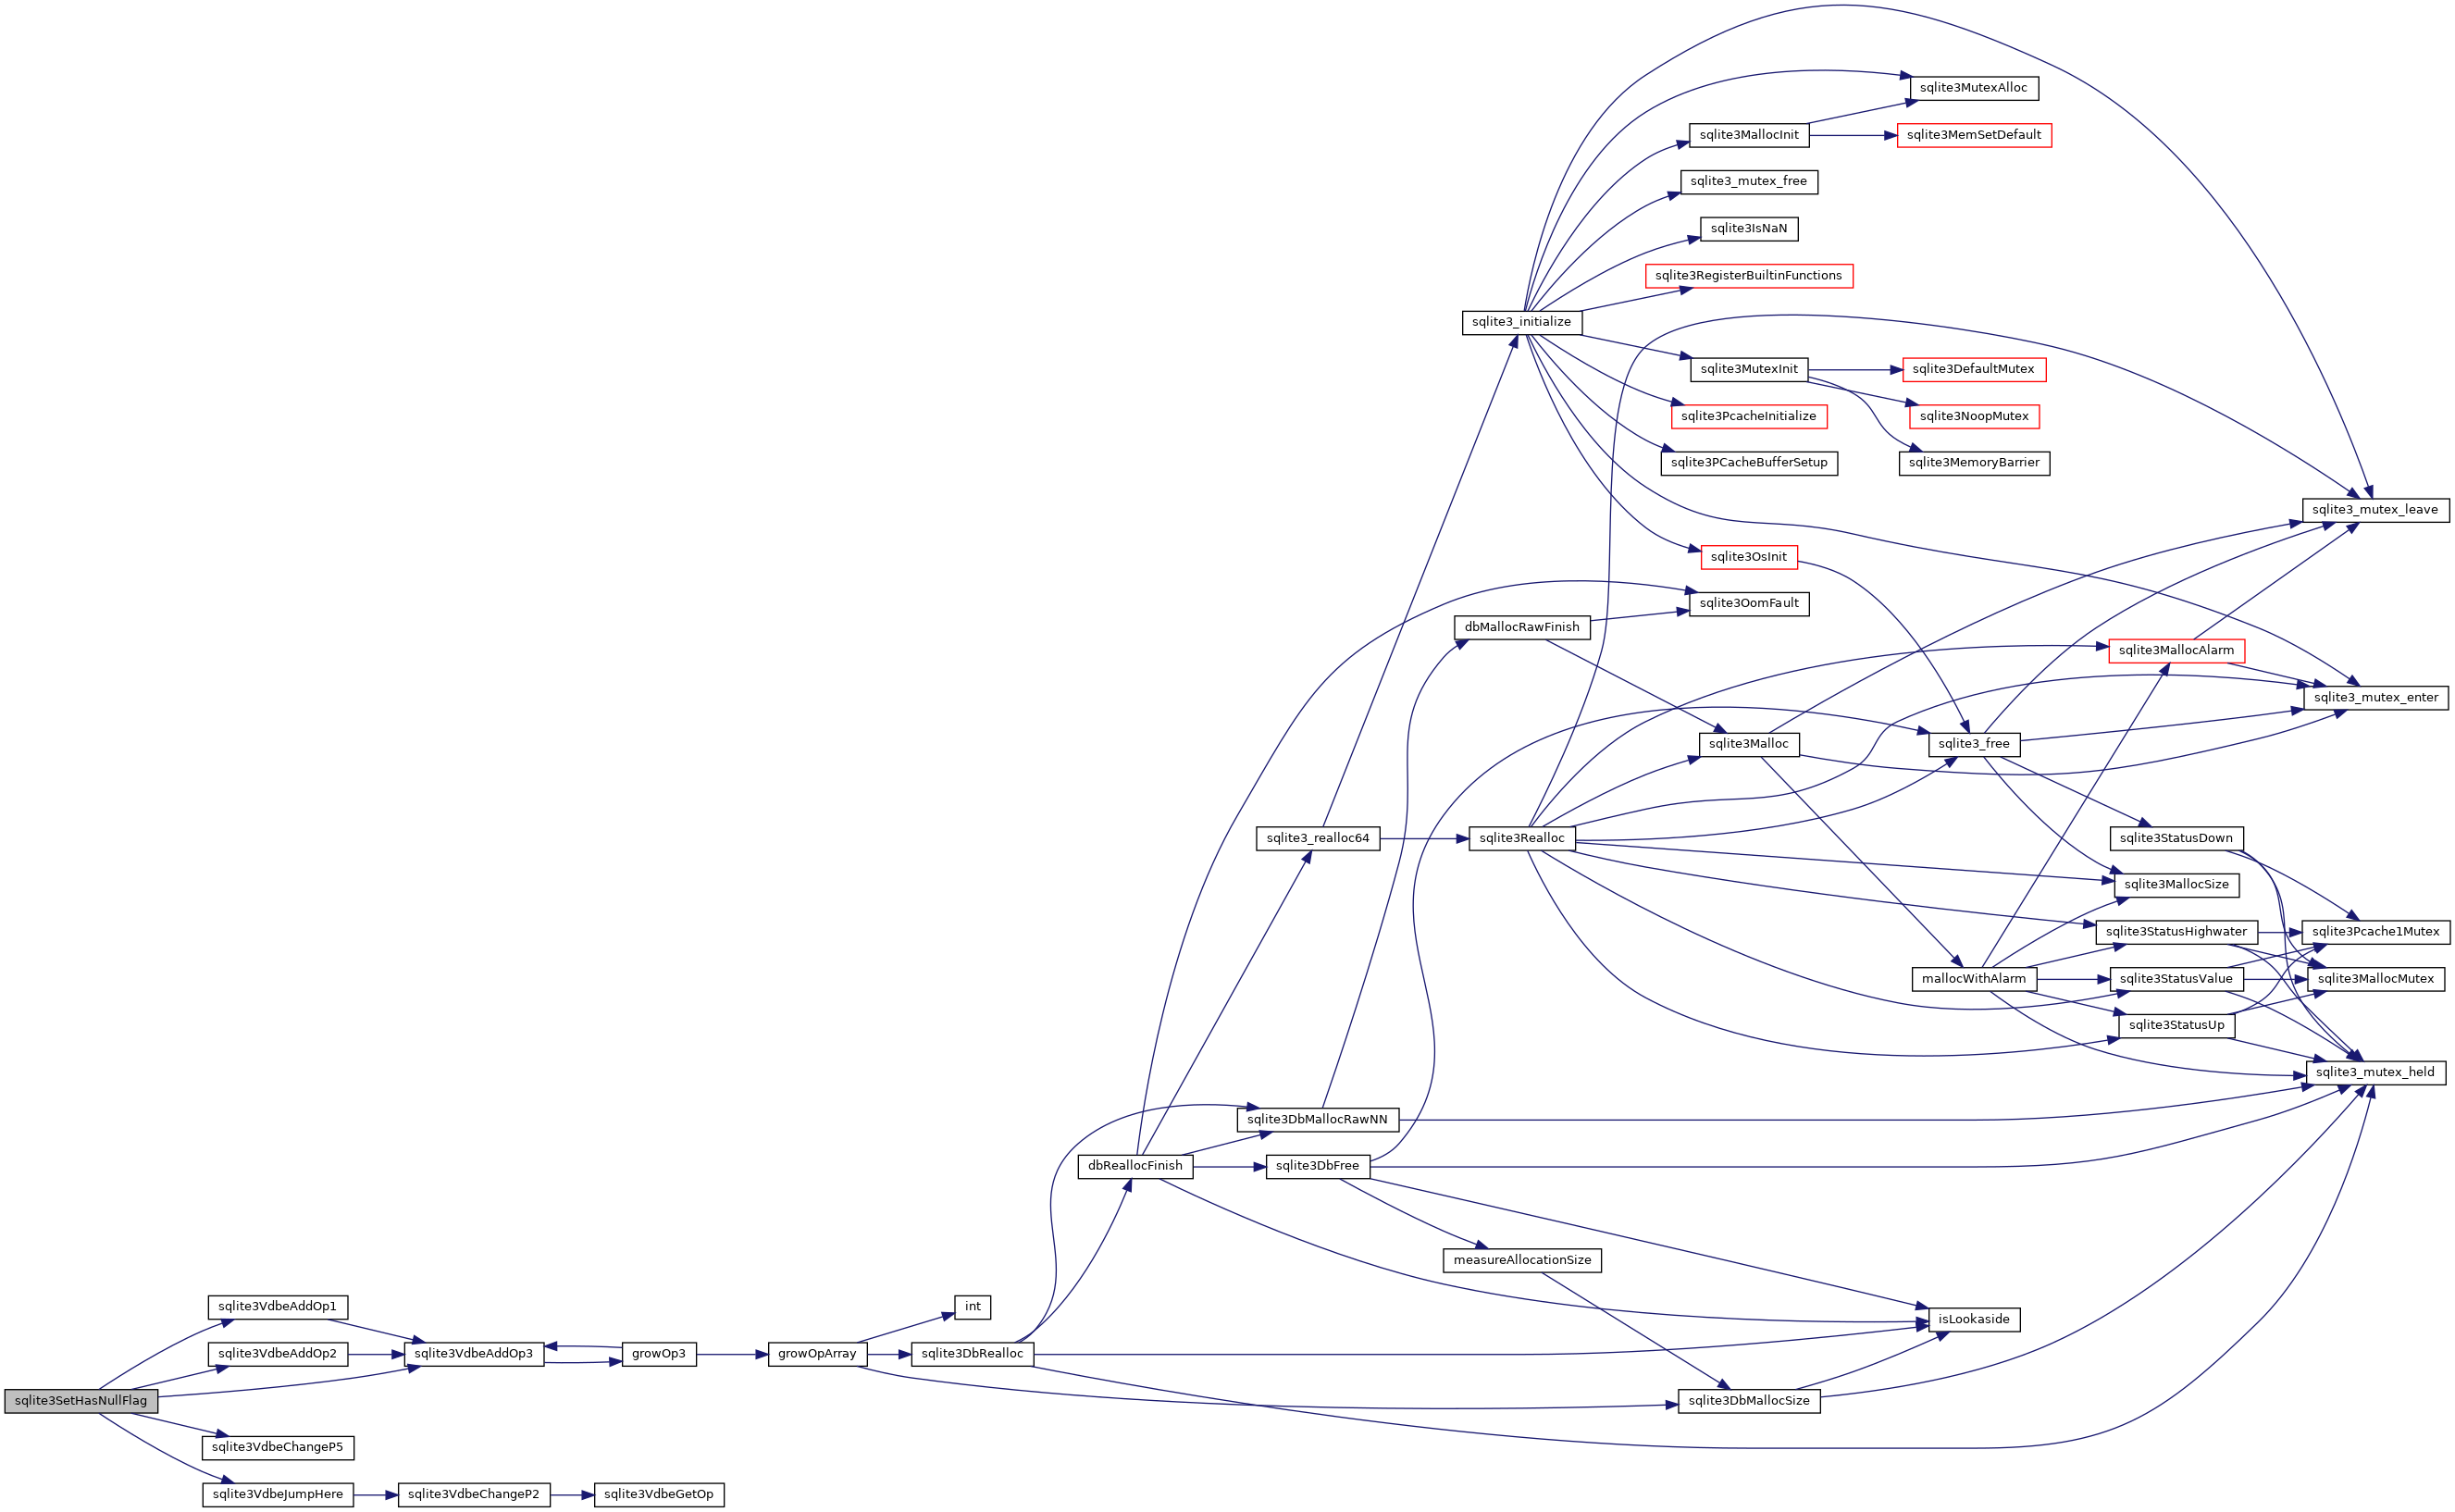 sqlite3MutexAlloc
sqlite3MallocInit
sqlite3MemSetDefault
sqlite3_mutex_free
sqlite3IsNaN
sqlite3RegisterBuiltinFunctions
sqlite3_initialize
sqlite3MutexInit
sqlite3DefaultMutex
sqlite3PcacheInitialize
sqlite3NoopMutex
sqlite3PCacheBufferSetup
sqlite3MemoryBarrier
sqlite3_mutex_leave
sqlite3OsInit
sqlite3OomFault
dbMallocRawFinish
sqlite3MallocAlarm
sqlite3_mutex_enter
sqlite3Malloc
sqlite3_free
sqlite3_realloc64
sqlite3Realloc
sqlite3StatusDown
sqlite3MallocSize
sqlite3StatusHighwater
sqlite3Pcache1Mutex
mallocWithAlarm
sqlite3StatusValue
sqlite3MallocMutex
sqlite3StatusUp
sqlite3_mutex_held
sqlite3DbMallocRawNN
dbReallocFinish
sqlite3DbFree
measureAllocationSize
sqlite3VdbeAddOp1
int
isLookaside
sqlite3VdbeAddOp2
sqlite3VdbeAddOp3
growOp3
growOpArray
sqlite3DbRealloc
sqlite3SetHasNullFlag
sqlite3DbMallocSize
sqlite3VdbeChangeP5
sqlite3VdbeJumpHere
sqlite3VdbeChangeP2
sqlite3VdbeGetOp